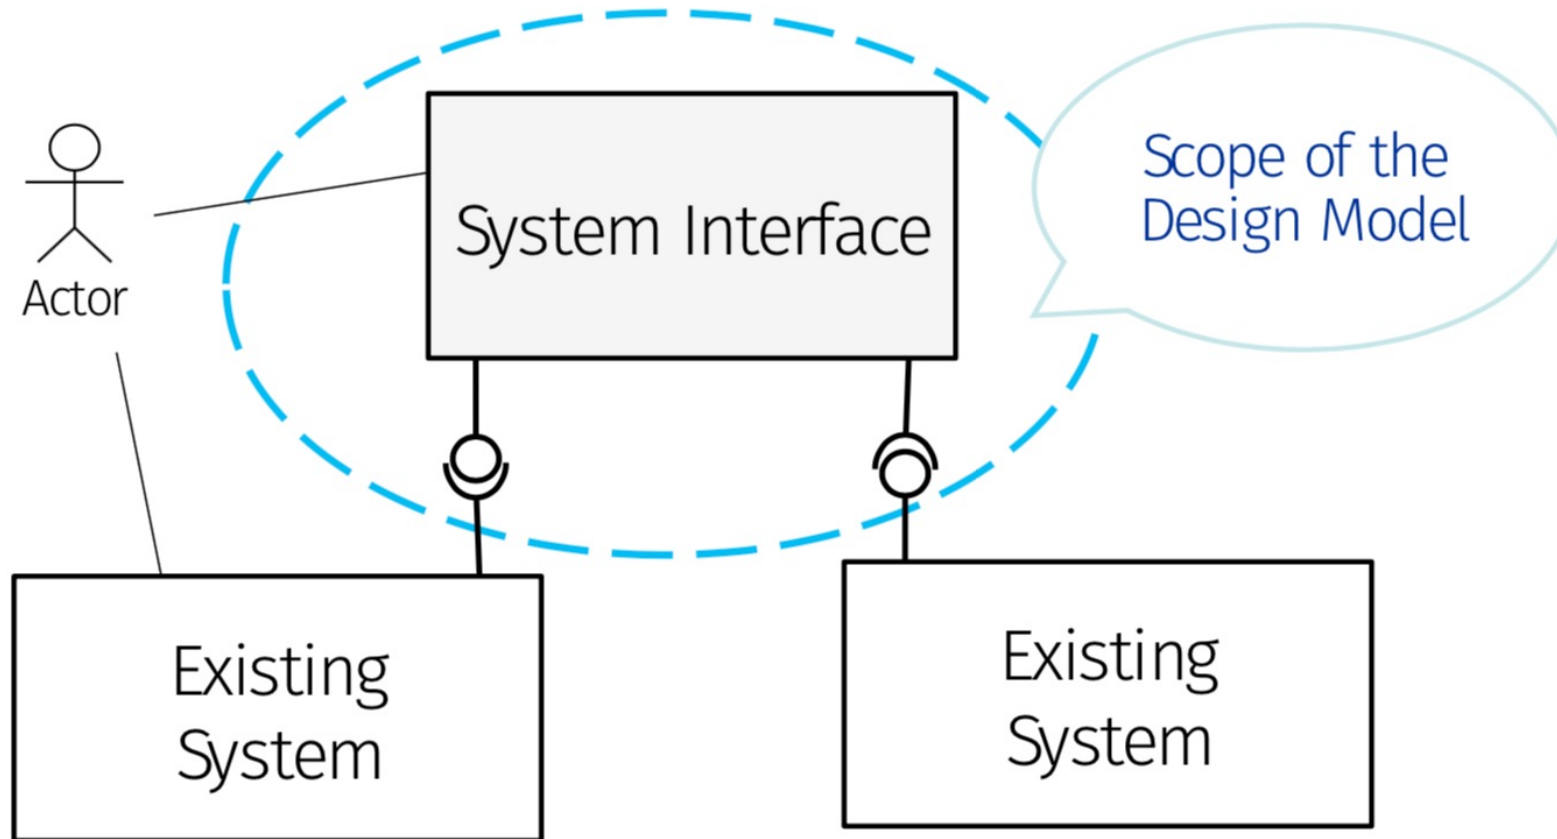 Scope of the
Design Model
System Interface
Actor
Existing
System
Existing
System